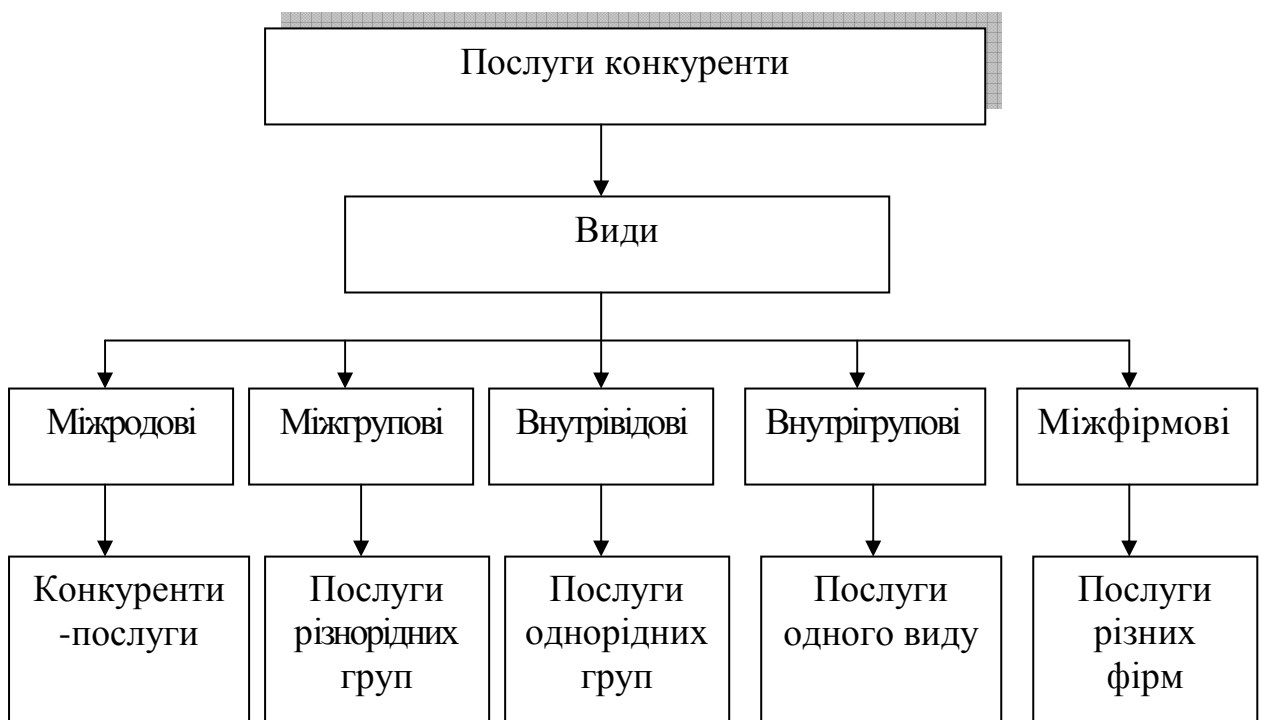 Послуги конкуренти
Види
Міжродові
Міжгрупові
Внутрівідові
Внутрігрупові
Міжфірмові
Конкуренти
-послуги
Послуги
різнорідних
груп
Послуги
однорідних
груп
Послуги
одного виду
Послуги
різних
фірм